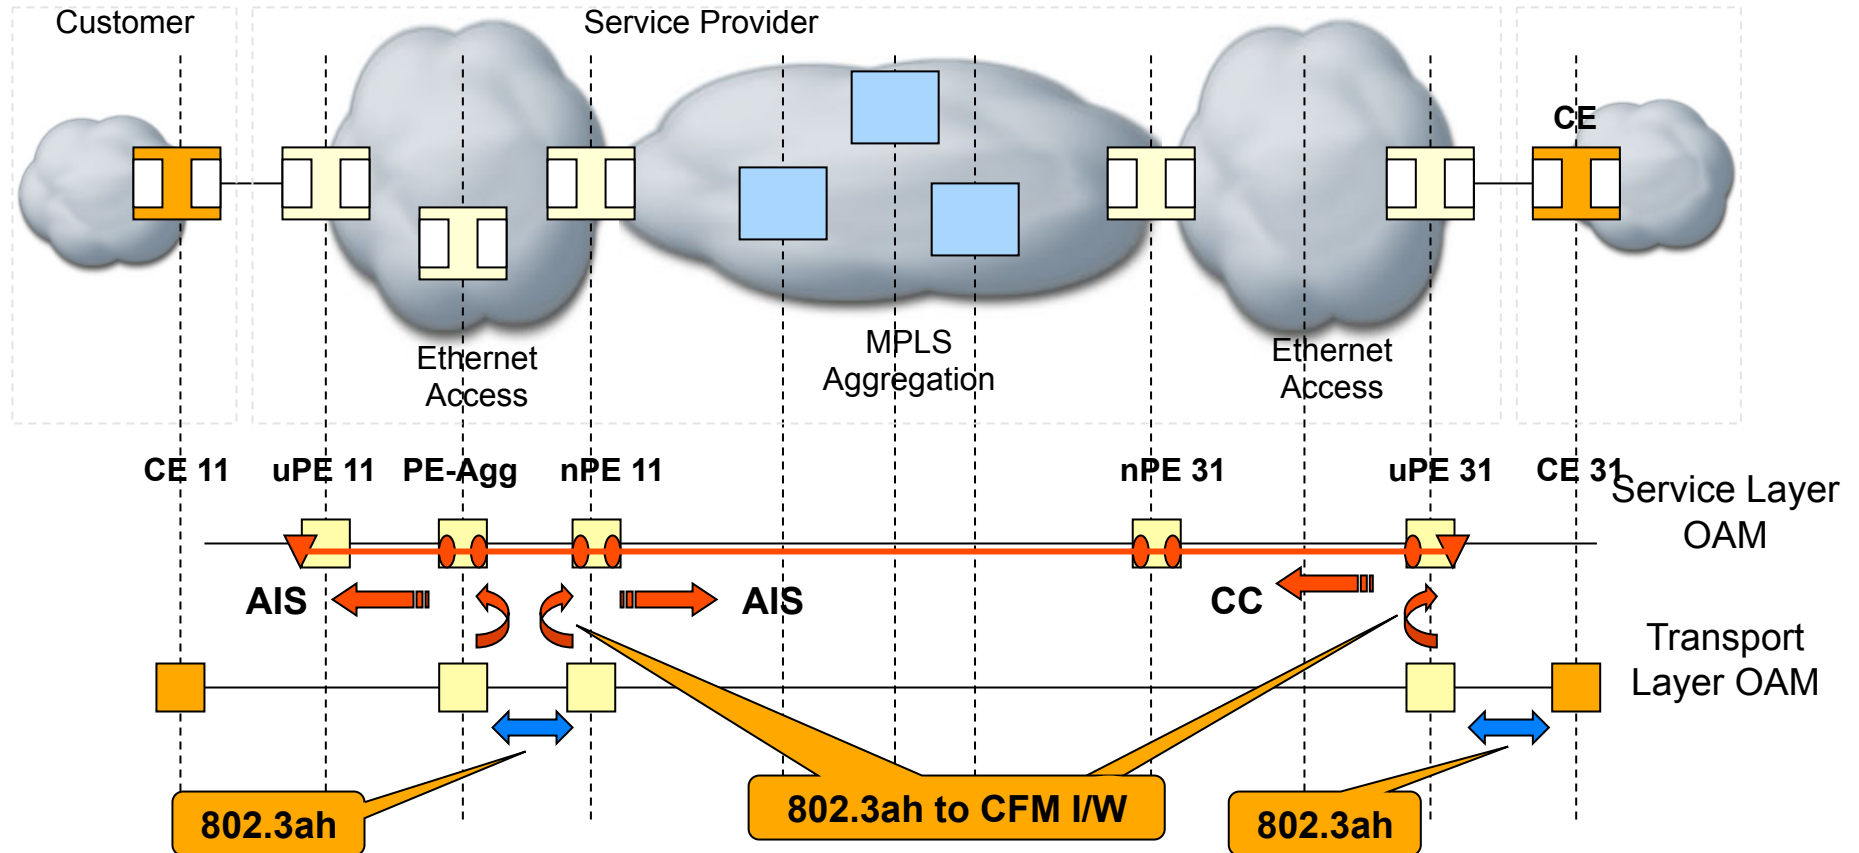 Customer
Service Provider
CE
Ethernet
Access
MPLS
Aggregation
Ethernet
Access
CE 11
uPE 11
PE-Agg
nPE 11
nPE 31
uPE 31
CE 31
Service Layer
OAM
AIS
AIS
CC
Transport
Layer OAM
802.3ah
802.3ah to CFM I/W
802.3ah